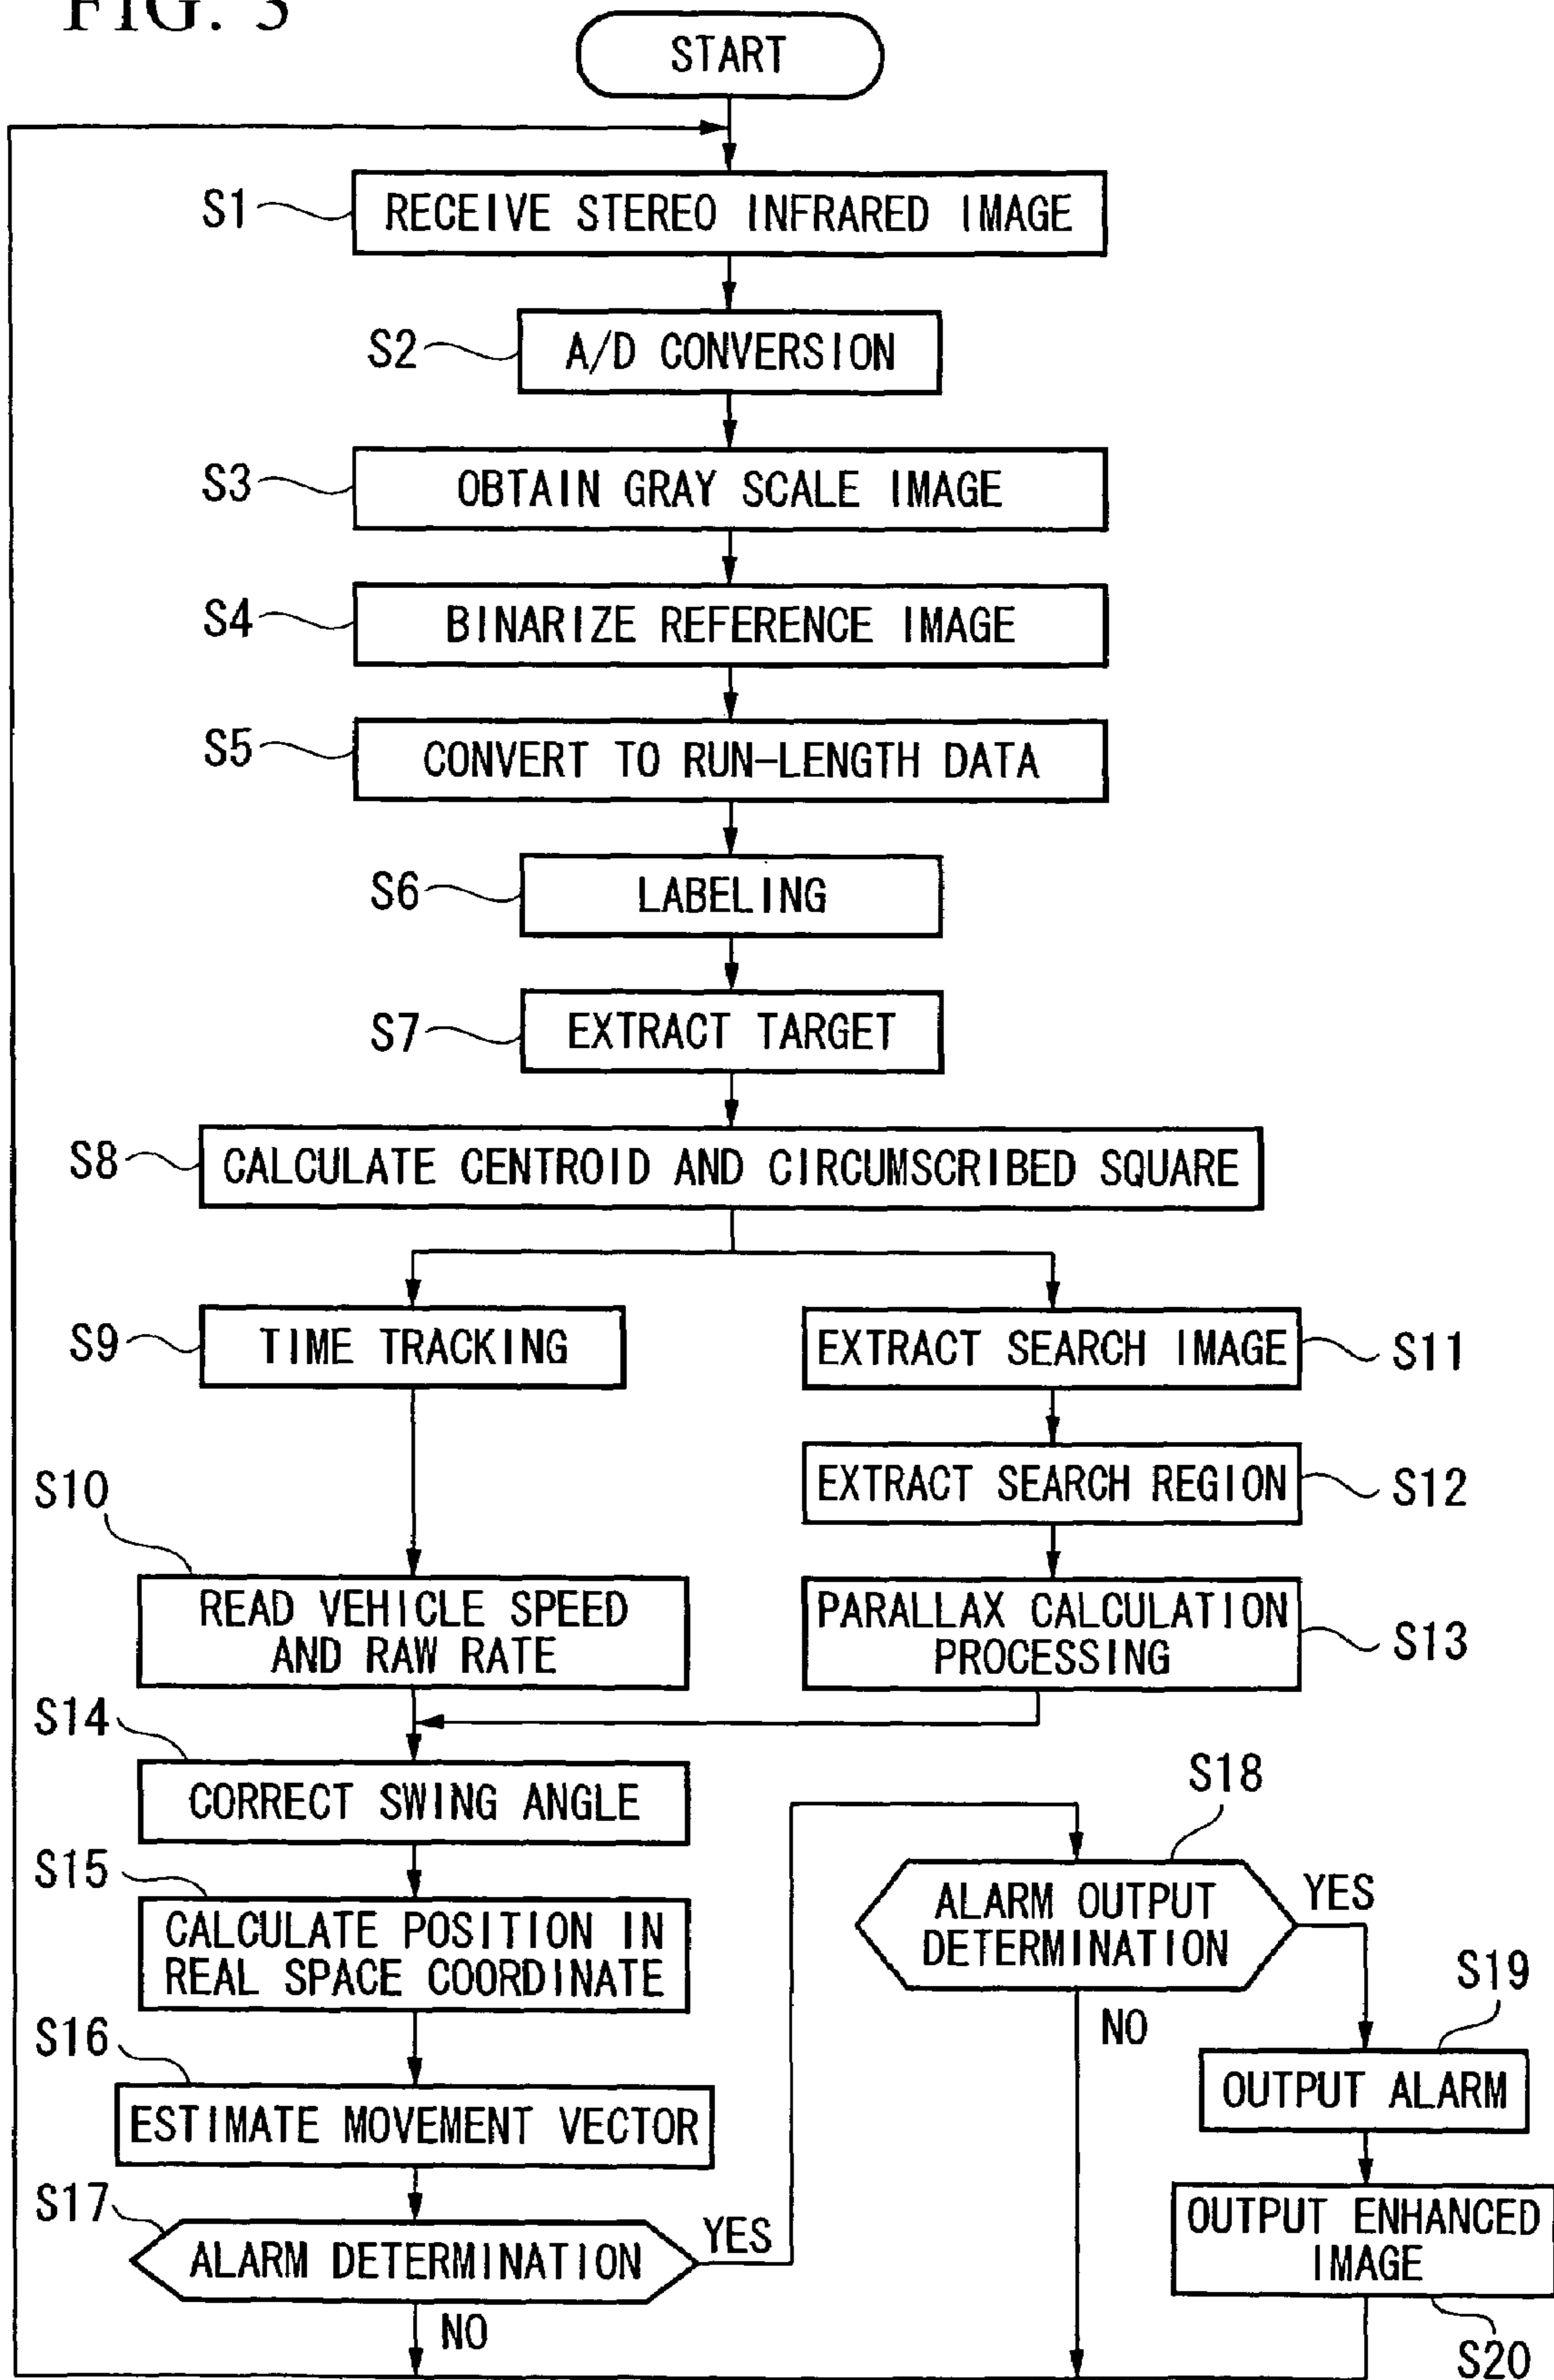 FIG. 3
START
S1
RECEIVE STEREO INFRARED IMAGE
S2
A/D CONVERSION
S3
OBTAIN GRAY SCALE IMAGE
S4
BINARIZE REFERENCE IMAGE
S5
CONVERT TO RUN-LENGTH DATA
S6
LABELING
S7
EXTRACT TARGET
S8
CALCULATE CENTROID AND CIRCUMSCRIBED SQUARE
S9
TIME TRACKING
EXTRACT SEARCH IMAGE
S11
EXTRACT SEARCH REGION
S12
S10
READ VEHICLE SPEED
AND RAW RATE
PARALLAX CALCULATION
PROCESSING
S13
S14
CORRECT SWING ANGLE
S15
CALCULATE POSITION IN
REAL SPACE COORDINATE
S16
ESTIMATE MOVEMENT VECTOR
S17
ALARM DETERMINATION
YES
NO
S18
ALARM OUTPUT
DETERMINATION
YES
NO
S19
OUTPUT ALARM
OUTPUT ENHANCED
IMAGE
S20